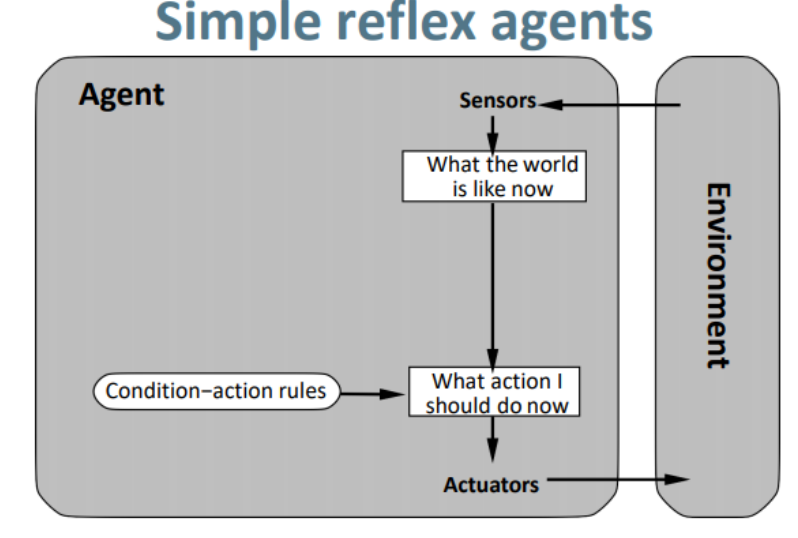 Simple reflex agents
Agent
Sensors
What the world
is like now
Environment
Condition−action rules
What action I
should do now
Actuators